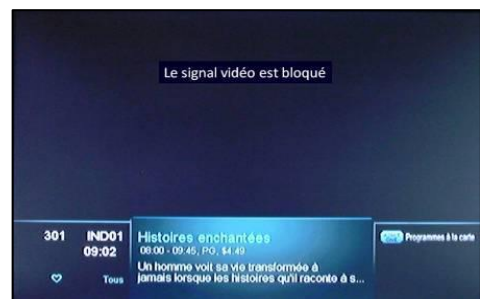 Le signal vidéo est bloqué
301 IND01
09:02
Tous
Histoires enchantées
08:00 - 09:45, PG, $4.49
Un homme voit sa vie transformée à
jamais lorsque les histoires qu'il raconte à s...
Programmes à la carte